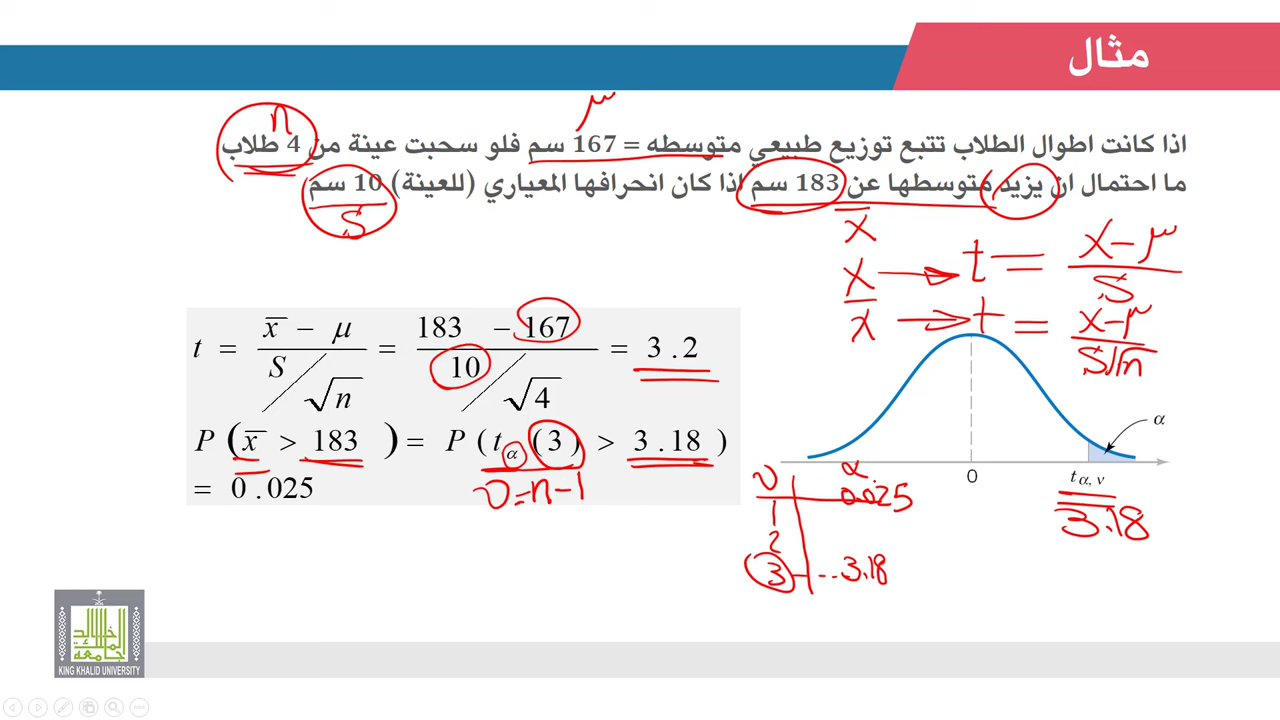 مثال
μ
n
اذا كانت اطوال الطلاب تتبع توزيع طبيعي متوسطه = 167 سم فلو سحبت عينة من 4 طلاب
ما احتمال ان يزيد متوسطها عن 183 سم اذا كان انحرافها المعياري (للعينة) 10 سم
S
x̄
x → t = x-μ / S
x̄ → t = x-μ / S/√n
t = x̄ - μ / S/√n = 183 - 167 / 10/√4 = 3.2
P (x̄ > 183) = P (tα (3) > 3.18)
= 0.025
υ=n-1
α
0
tα, v
3.18
υ α
0.025
1
2
3 ...3.18
جامعة الملك خالد
KING KHALID UNIVERSITY